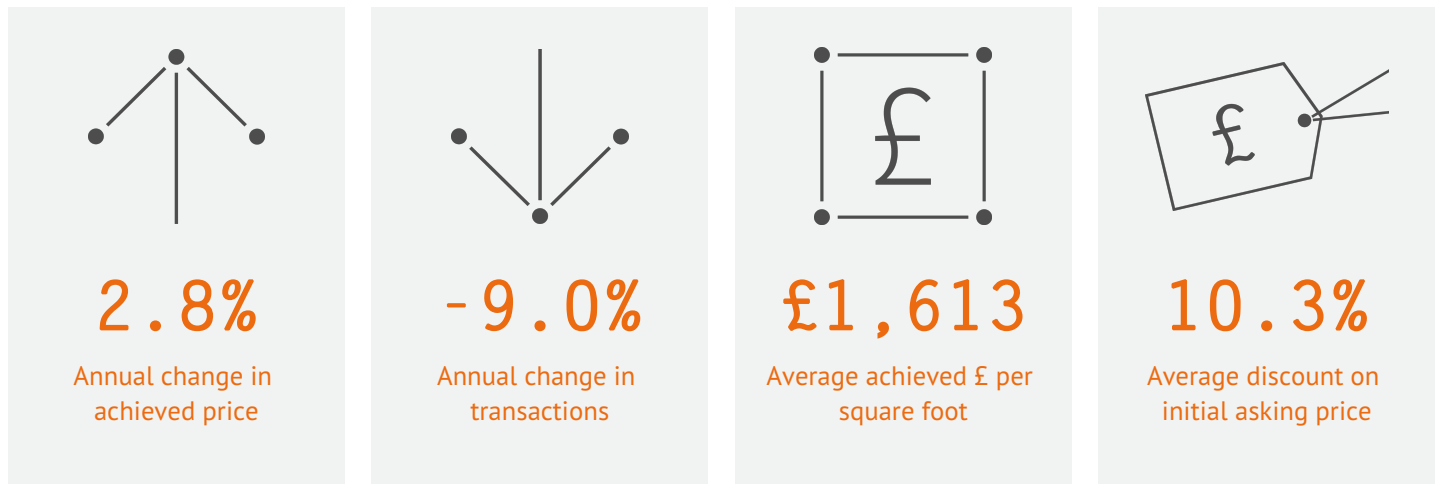 £
£
2.8%
Annual change in
achieved price
-9.0%
Annual change in
transactions
£1,613
Average achieved £ per
square foot
10.3%
Average discount on
initial asking price